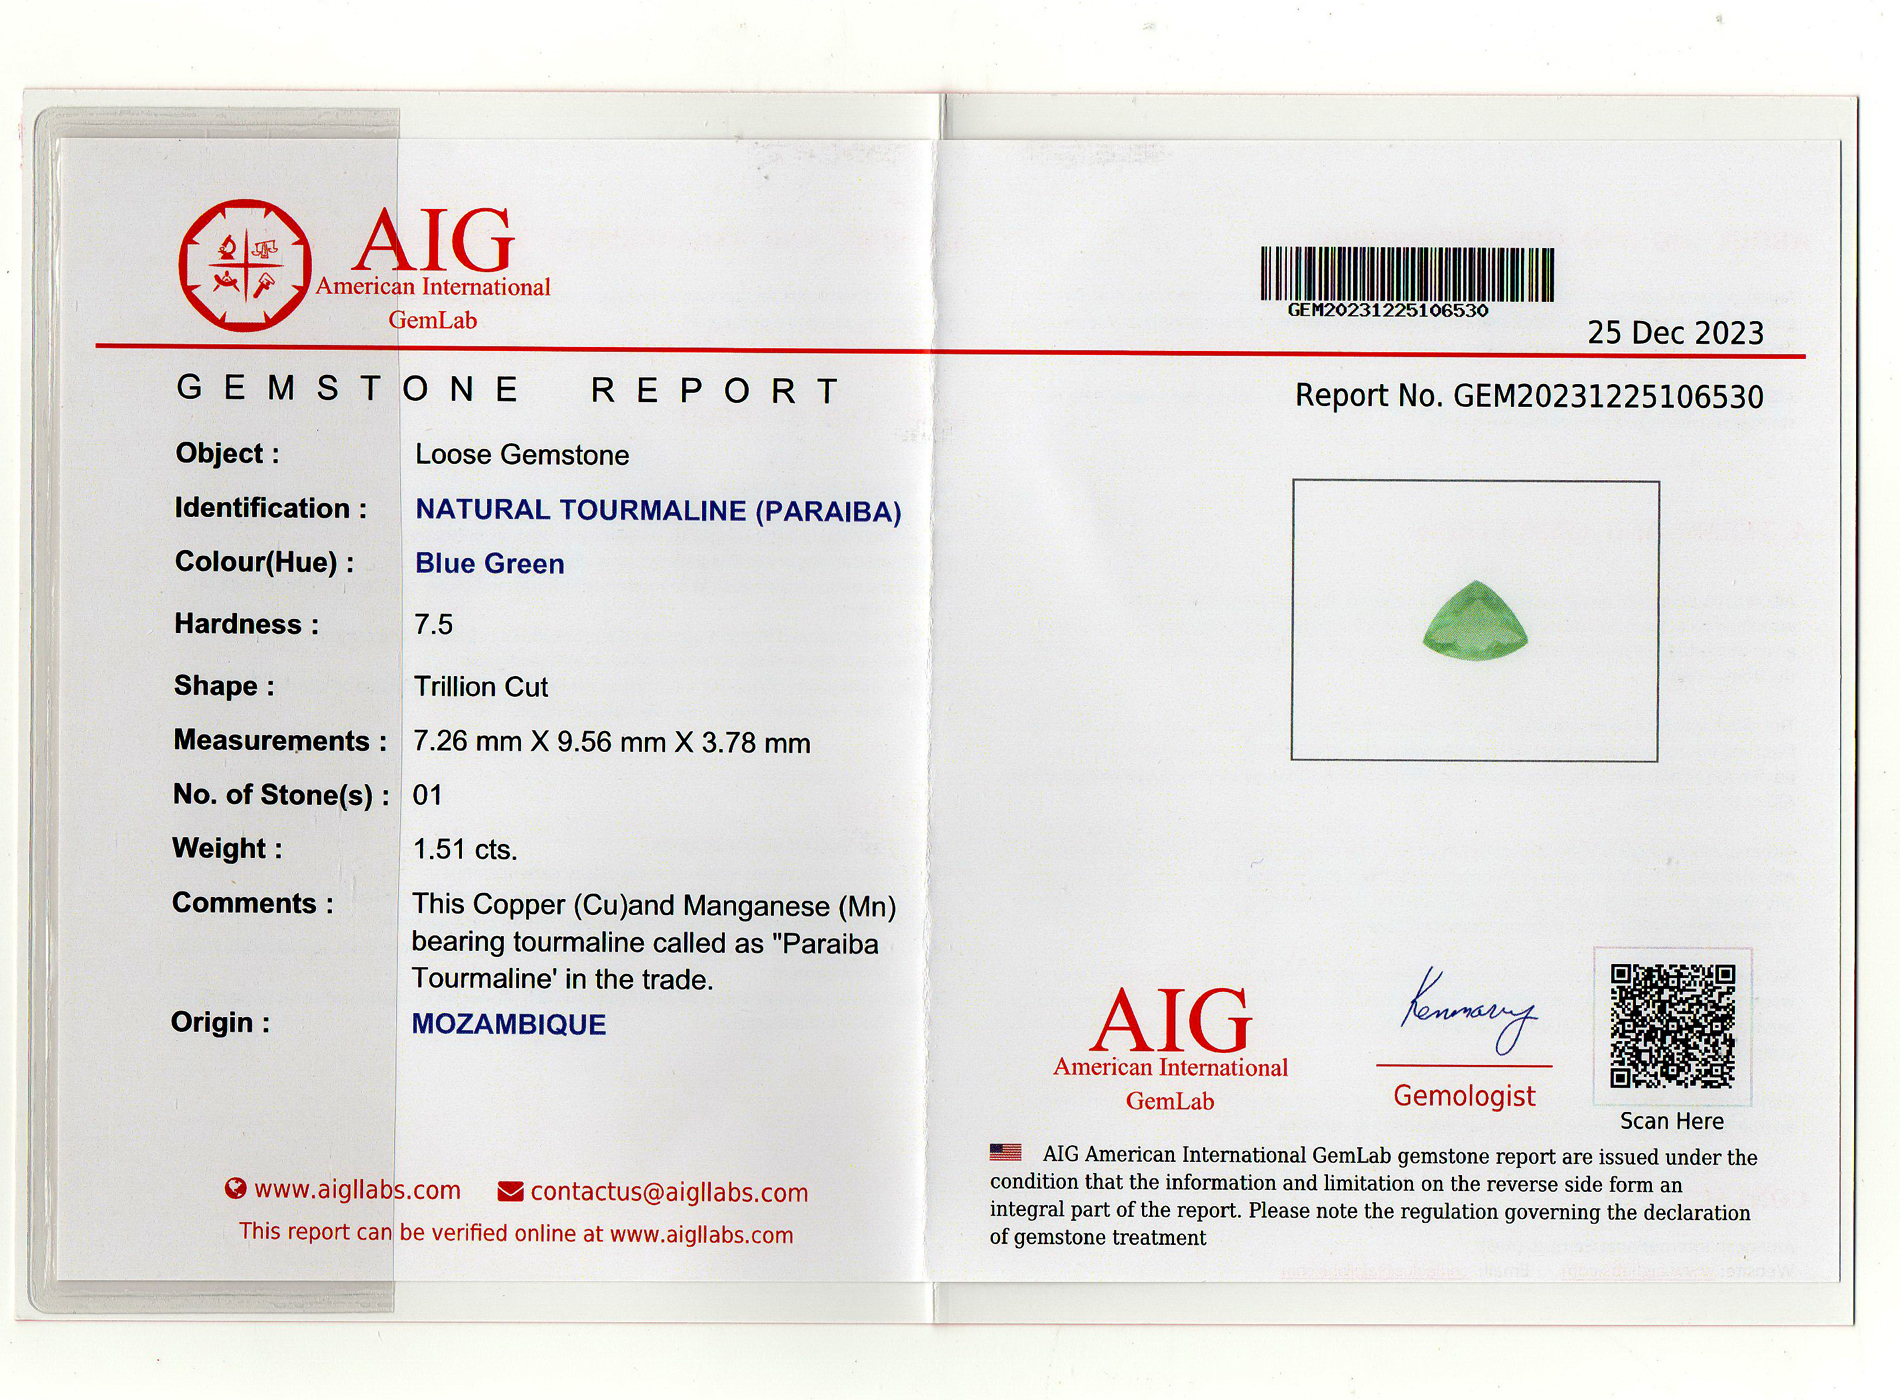 AIG
American International
GemLab
GEM20231225106530
25 Dec 2023
GEMSTONE REPORT
Report No. GEM20231225106530
Object : Loose Gemstone
Identification : NATURAL TOURMALINE (PARAIBA)
Colour(Hue) : Blue Green
Hardness : 7.5
Shape : Trillion Cut
Measurements : 7.26 mm X 9.56 mm X 3.78 mm
No. of Stone(s) : 01
Weight : 1.51 cts.
Comments : This Copper (Cu)and Manganese (Mn)
bearing tourmaline called as "Paraiba
Tourmaline' in the trade.
Origin : MOZAMBIQUE
www.aigllabs.com contactus@aigllabs.com
This report can be verified online at www.aigllabs.com
AIG
American International
GemLab
Gemologist
Scan Here
AIG American International GemLab gemstone report are issued under the
condition that the information and limitation on the reverse side form an
integral part of the report. Please note the regulation governing the declaration
of gemstone treatment